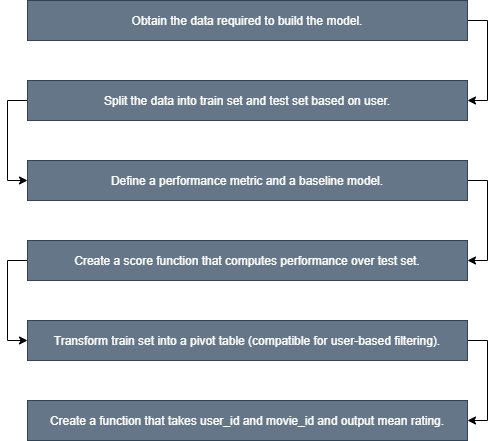 Obtain the data required to build the model.
Split the data into train set and test set based on user.
Define a performance metric and a baseline model.
Create a score function that computes performance over test set.
Transform train set into a pivot table (compatible for user-based filtering).
Create a function that takes user_id and movie_id and output mean rating.